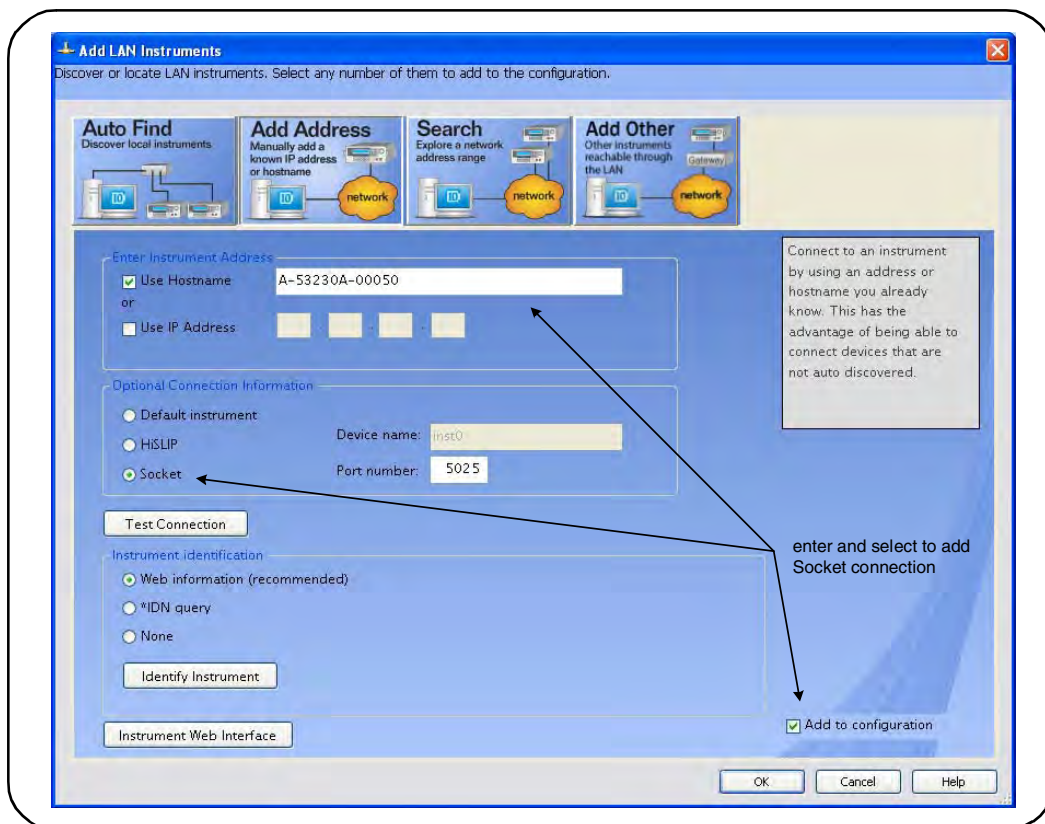 Add LAN Instruments
Discover or locate LAN instruments. Select any number of them to add to the configuration.
Auto Find
Discover local instruments
IO
Add Address
Manually add a
known IP address
or hostname
IO
network
Search
Explore a network
address range
IO
network
Add Other
Other instruments
reachable through
the LAN
Gateway
IO
network
Enter Instrument Address
Use Hostname
A-53230A-00050
or
Use IP Address
. . .
Connect to an instrument
by using an address or
hostname you already
know. This has the
advantage of being able to
connect devices that are
not auto discovered.
Optional Connection Information
Default instrument
HiSLIP
Socket
Device name: inst0
Port number: 5025
Test Connection
enter and select to add
Socket connection
Instrument identification
Web information (recommended)
*IDN query
None
Identify Instrument
Instrument Web Interface
Add to configuration
OK Cancel Help